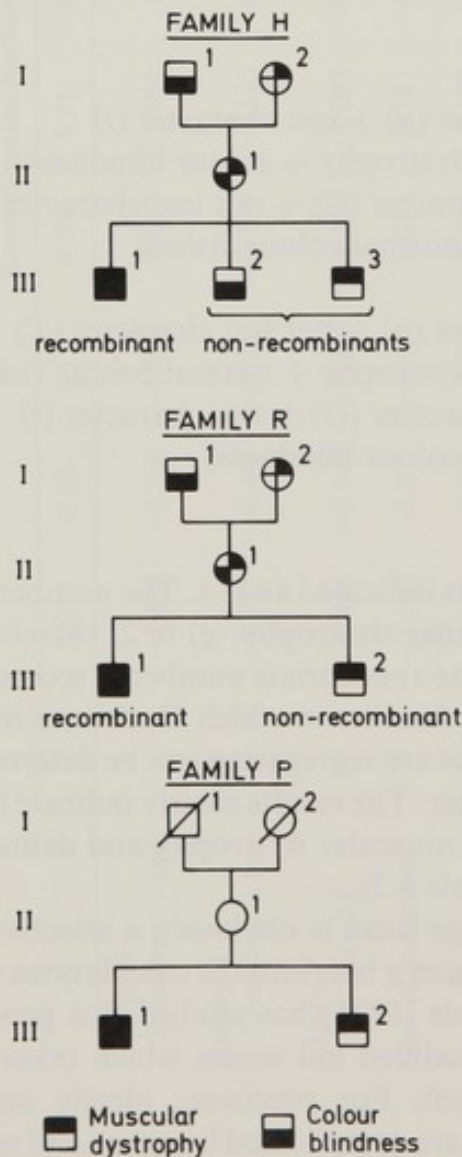 FAMILY H
I
1
2
II
1
III
1
2
3
recombinant non-recombinants
FAMILY R
I
1
2
II
1
III
1
2
recombinant non-recombinant
FAMILY P
I
1
2
II
1
III
1
2
Muscular dystrophy
Colour blindness